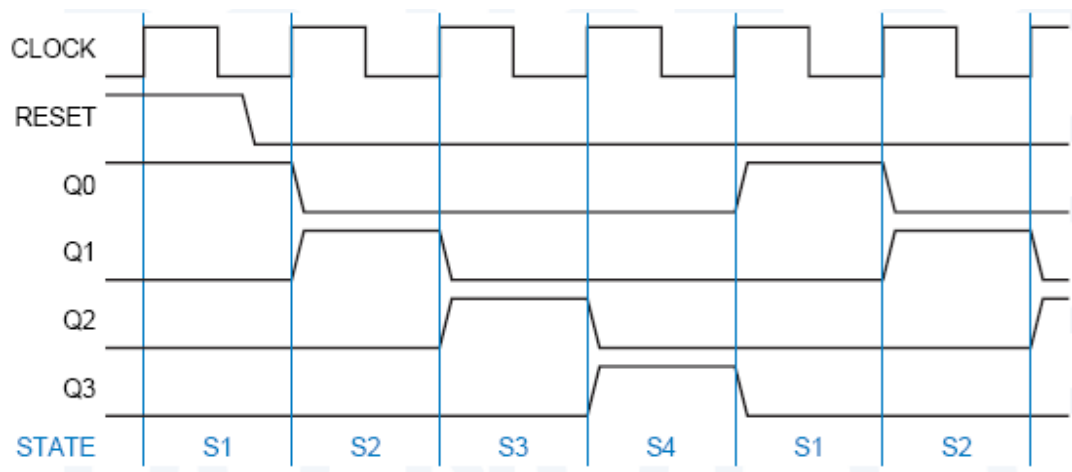 CLOCK
RESET
Q0
Q1
Q2
Q3
STATE S1 S2 S3 S4 S1 S2